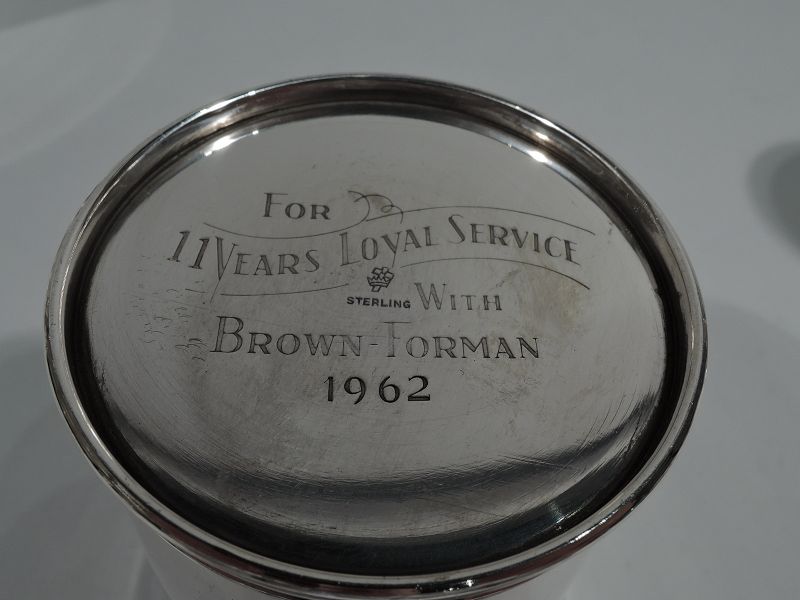 FOR
11 YEARS LOYAL SERVICE
STERLING WITH
BROWN-FORMAN
1962